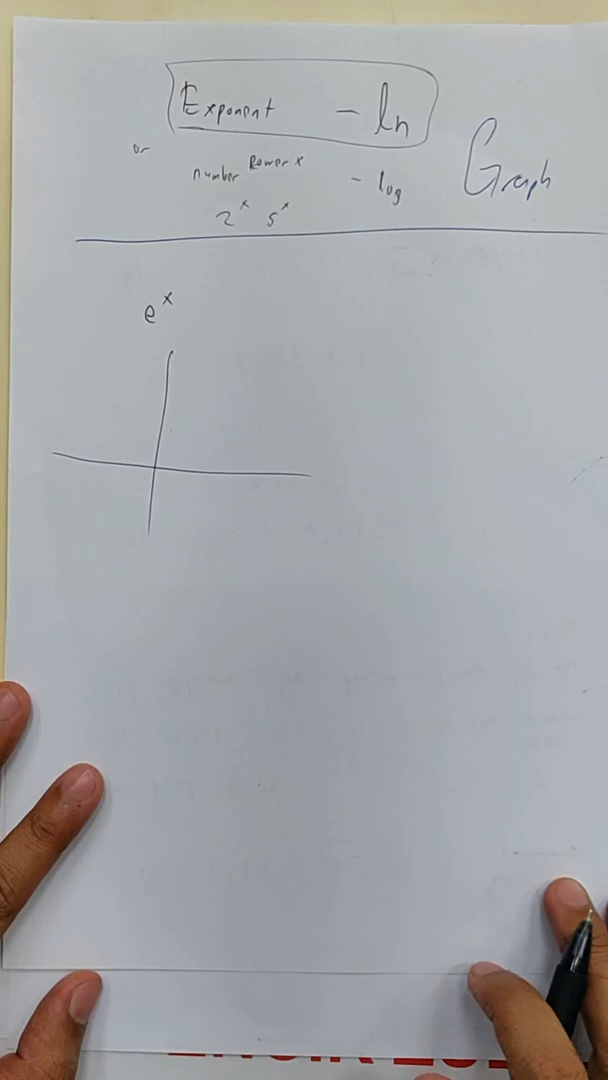 Exponent - ln
or number Power x - log
Graph
2^x 5^x
e^x